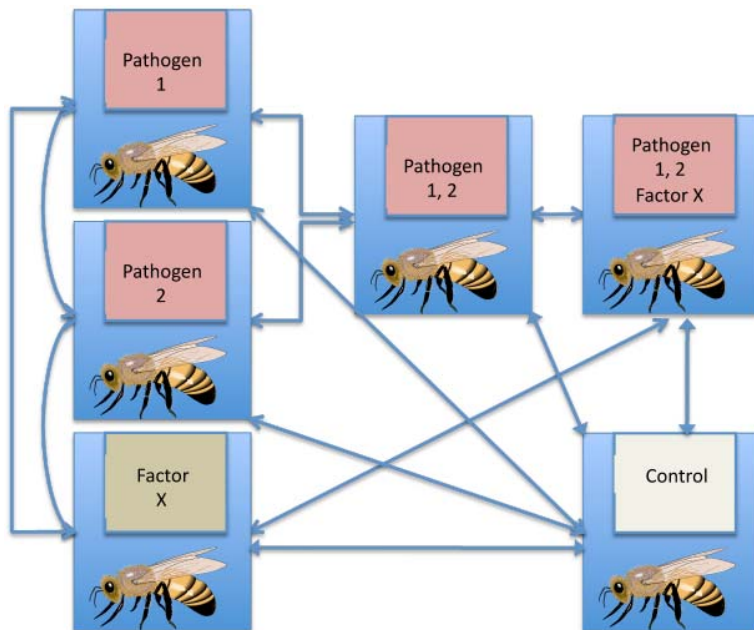 Pathogen
1
Pathogen
1, 2
Pathogen
1, 2
Factor X
Pathogen
2
Factor
X
Control